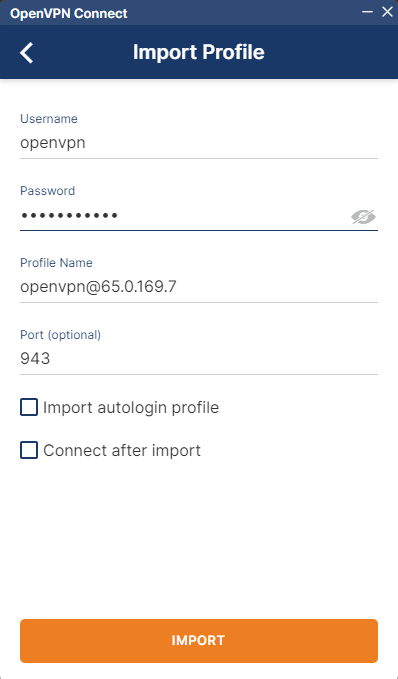 OpenVPN Connect
Import Profile
Username
openvpn
Password
•••••••••••
Profile Name
openvpn@65.0.169.7
Port (optional)
943
Import autologin profile
Connect after import
IMPORT